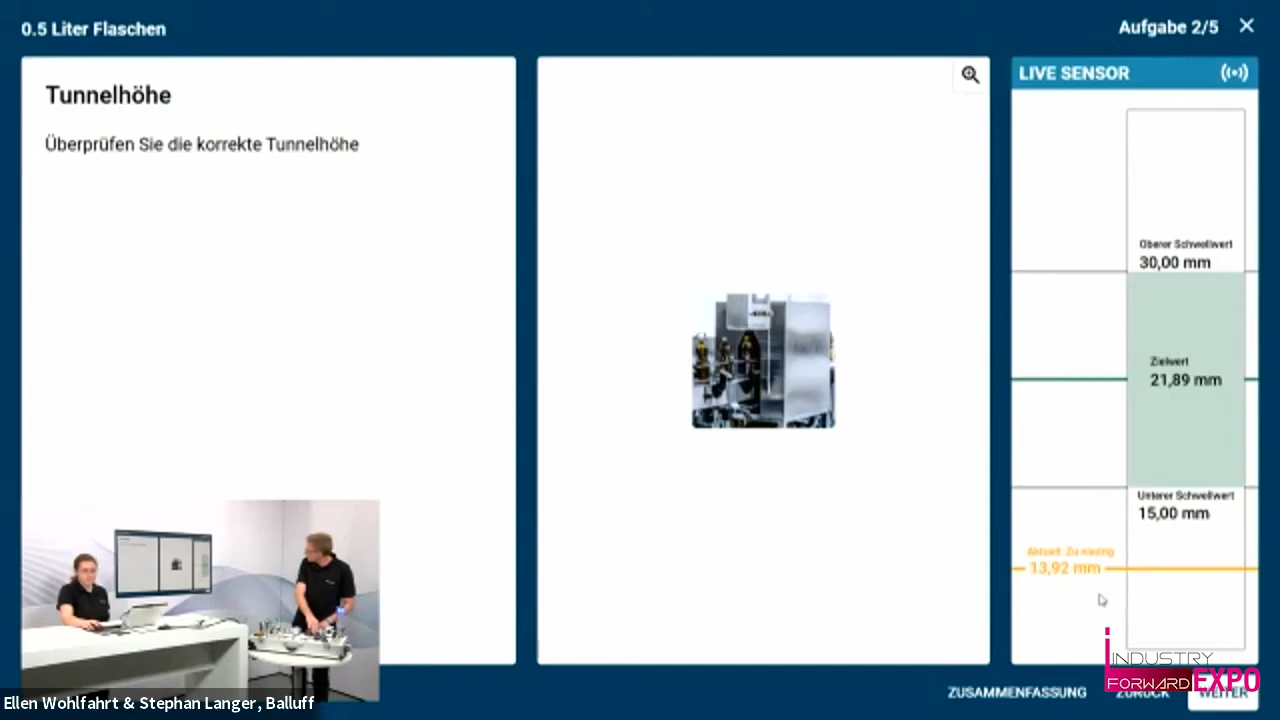 0.5 Liter Flaschen
Aufgabe 2/5
Tunnelhöhe
Überprüfen Sie die korrekte Tunnelhöhe
LIVE SENSOR
Oberer Schwellwert
30,00 mm
Zielwert
21,89 mm
Unterer Schwellwert
15,00 mm
Aktuell Zu niedrig
13,92 mm
INDUSTRY
FORWARD EXPO
ZUSAMMENFASSUNG
ZURÜCK
WEITER
Ellen Wohlfahrt & Stephan Langer, Balluff